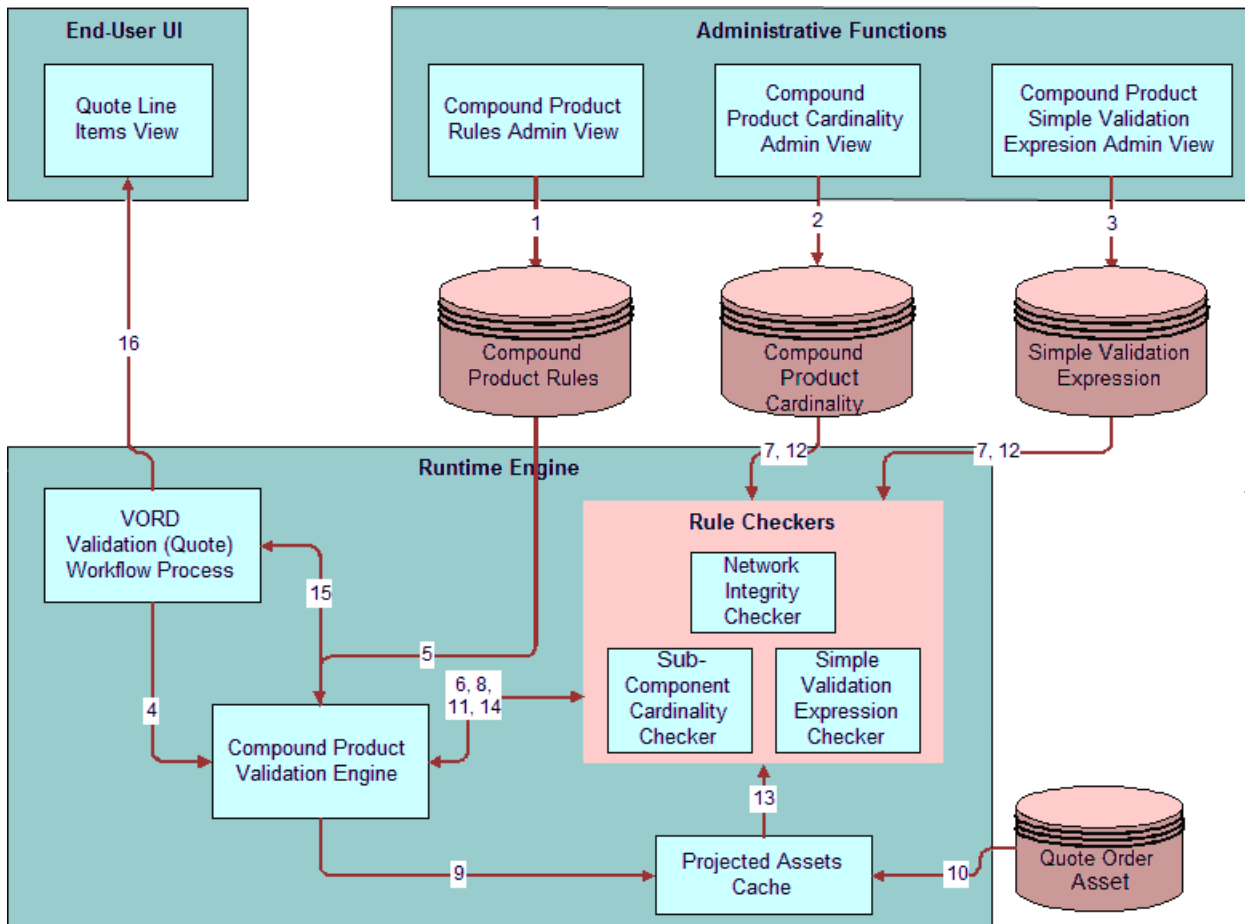 End-User UI
Administrative Functions
Quote Line
Items View
Compound Product
Rules Admin View
Compound
Product Cardinality
Admin View
Compound Product
Simple Validation
Expresion Admin View
1
2
3
16
Compound
Product Rules
Compound
Product
Cardinality
Simple Validation
Expression
7, 12
7, 12
Runtime Engine
VORD
Validation (Quote)
Workflow Process
Rule Checkers
Network
Integrity
Checker
15
5
Sub-
Component
Cardinality
Checker
Simple
Validation
Expression
Checker
6, 8,
11, 14
4
Compound Product
Validation Engine
13
9
Projected Assets
Cache
10
Quote Order
Asset